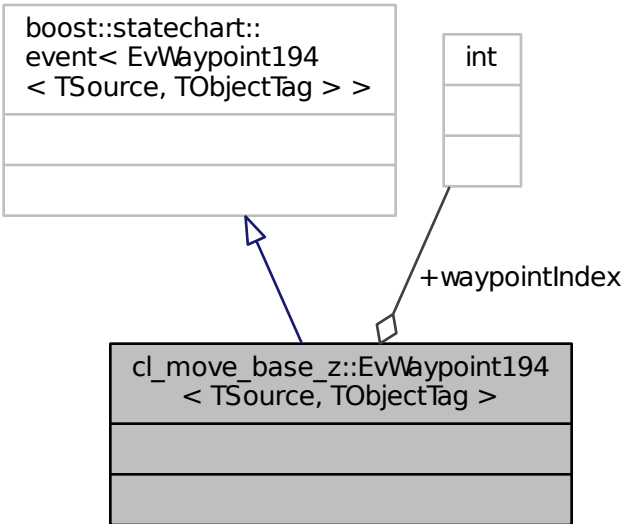 boost::statechart::
event< EvWaypoint194
< TSource, TObjectTag > >
int
+waypointIndex
cl_move_base_z::EvWaypoint194
< TSource, TObjectTag >